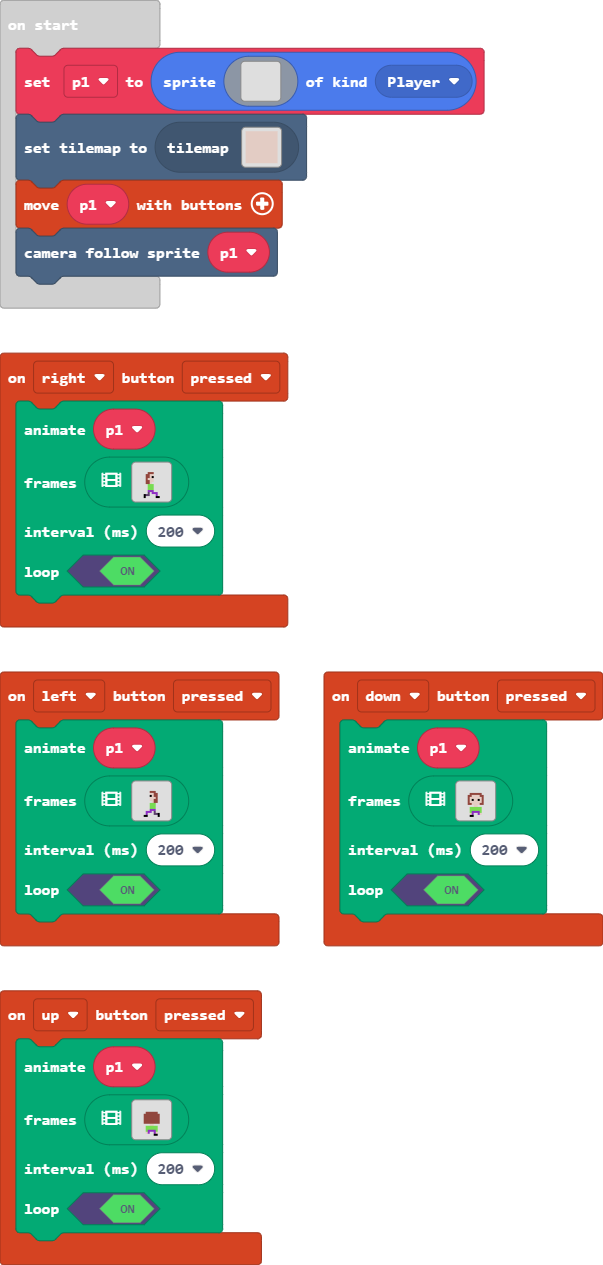 on start
set p1 to sprite of kind Player
set tilemap to tilemap
move p1 with buttons
camera follow sprite p1
on right button pressed
animate p1
frames
interval (ms) 200
loop ON
on left button pressed
animate p1
frames
interval (ms) 200
loop ON
on down button pressed
animate p1
frames
interval (ms) 200
loop ON
on up button pressed
animate p1
frames
interval (ms) 200
loop ON